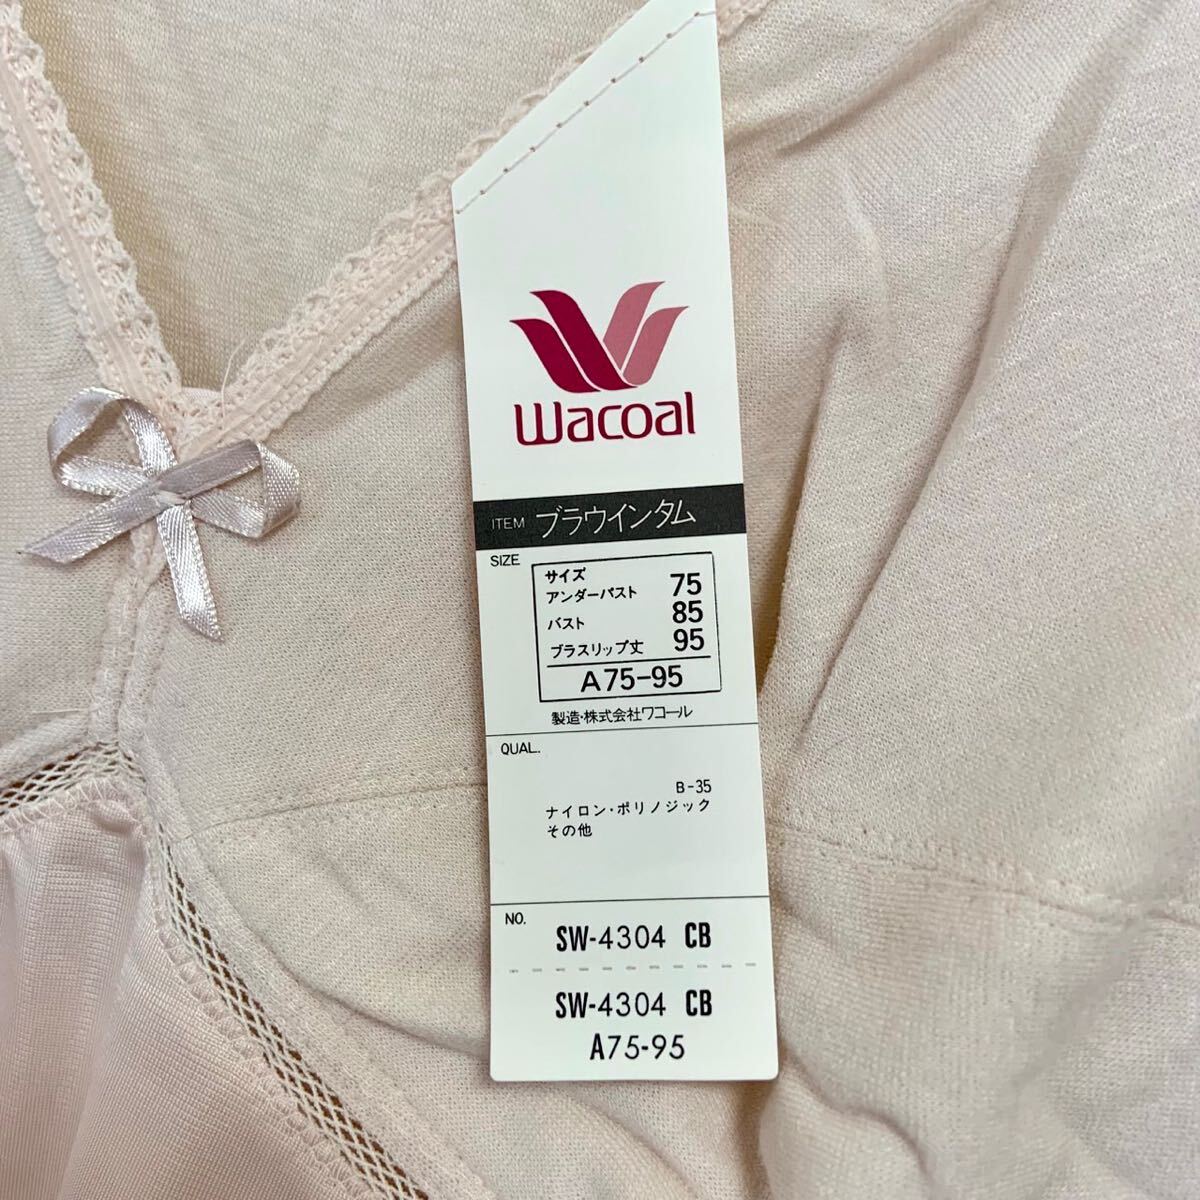 Wacoal
ITEM ブラウインタム
SIZE
サイズ
アンダーバスト 75
バスト 85
ブラスリップ丈 95
A75-95
製造・株式会社ワコール
QUAL.
B-35
ナイロン・ポリノジック
その他
NO.
SW-4304 CB
SW-4304 CB
A75-95